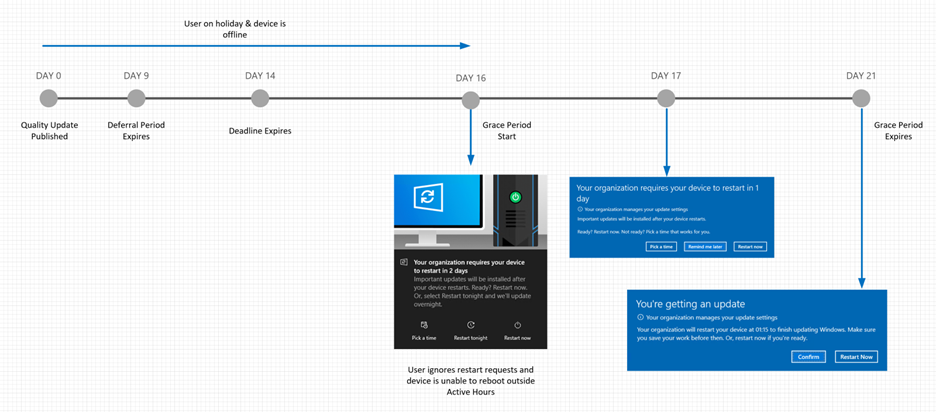 User on holiday & device is
offline
DAY 0
DAY 9
DAY 14
DAY 16
DAY 17
DAY 21
Quality Update
Published
Deferral Period
Expires
Deadline Expires
Grace Period
Start
Grace Period
Expires
Your organization requires your device
to restart in 2 days
Important updates will be installed after
your device restarts. Ready? Restart now.
Or, select Restart tonight and we'll update
overnight.
Pick a time
Restart tonight
Restart now
User ignores restart requests and
device is unable to reboot outside
Active Hours
Your organization requires your device to restart in 1
day
Your organization manages your update settings
Important updates will be installed after your device restarts.
Ready? Restart now. Not ready? Pick a time that works for you.
Pick a time
Remind me later
Restart now
You're getting an update
Your organization manages your update settings
Your organization will restart your device at 01:15 to finish updating Windows. Make sure
you save your work before then. Or, restart now if you're ready.
Confirm
Restart Now